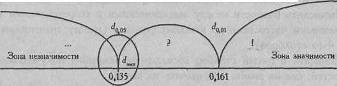 d0,05
d0,01
... ? !
Зона незначимости
dэмп
Зона значимости
0,135
0,161